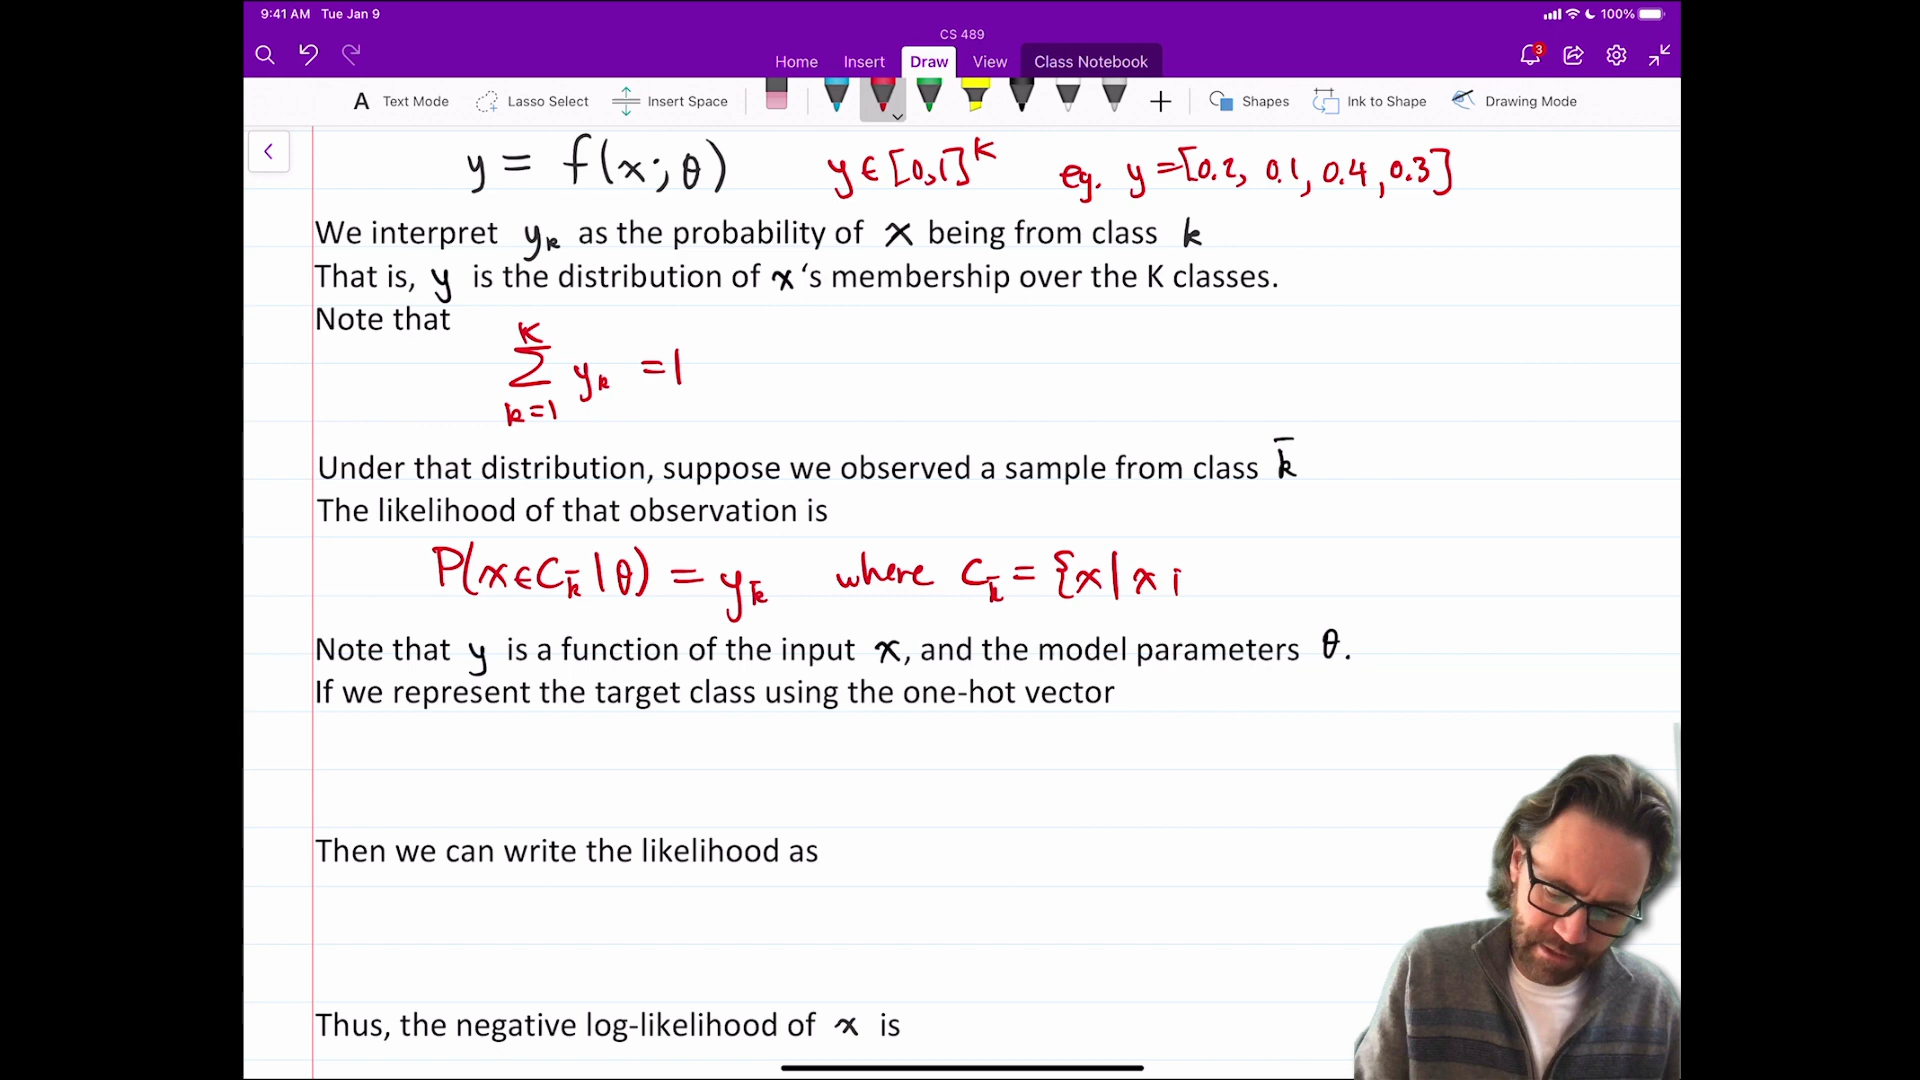 9:41 AM Tue Jan 9
100%
CS 489
3
Home Insert Draw View Class Notebook
A Text Mode Lasso Select Insert Space Shapes Ink to Shape Drawing Mode
y = f(x; θ) y ∈ [0,1]^K eg. y = [0.2, 0.1, 0.4, 0.3]
We interpret y_k as the probability of x being from class k
That is, y is the distribution of x 's membership over the K classes.
Note that
K
∑ y_k = 1
k=1
Under that distribution, suppose we observed a sample from class k̄
The likelihood of that observation is
P(x ∈ C_k̄ | θ) = y_k̄ where C_k̄ = {x | x i
Note that y is a function of the input x, and the model parameters θ.
If we represent the target class using the one-hot vector
Then we can write the likelihood as
Thus, the negative log-likelihood of x is